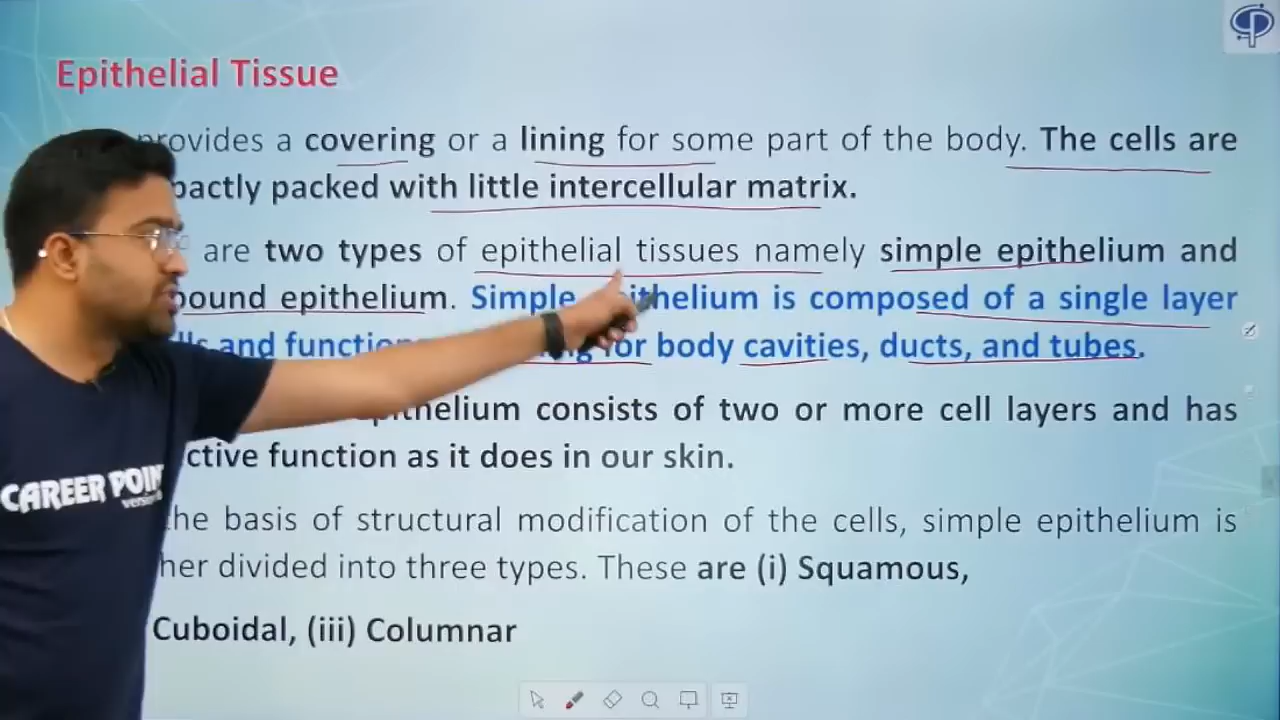 Epithelial Tissue
provides a covering or a lining for some part of the body. The cells are
pactly packed with little intercellular matrix.
are two types of epithelial tissues namely simple epithelium and
pound epithelium. Simple epithelium is composed of a single layer
lls and for body cavities, ducts, and tubes.
epithelium consists of two or more cell layers and has
ctive function as it does in our skin.
the basis of structural modification of the cells, simple epithelium is
her divided into three types. These are (i) Squamous,
Cuboidal, (iii) Columnar
CAREER POIN